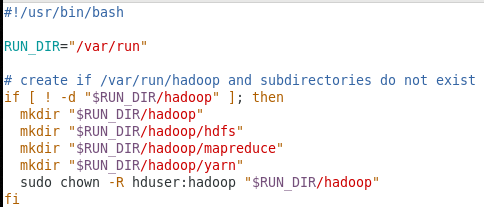 #!/usr/bin/bash
RUN_DIR="/var/run"
# create if /var/run/hadoop and subdirectories do not exist
if [ ! -d "$RUN_DIR/hadoop" ]; then
  mkdir "$RUN_DIR/hadoop"
  mkdir "$RUN_DIR/hadoop/hdfs"
  mkdir "$RUN_DIR/hadoop/mapreduce"
  mkdir "$RUN_DIR/hadoop/yarn"
  sudo chown -R hduser:hadoop "$RUN_DIR/hadoop"
fi